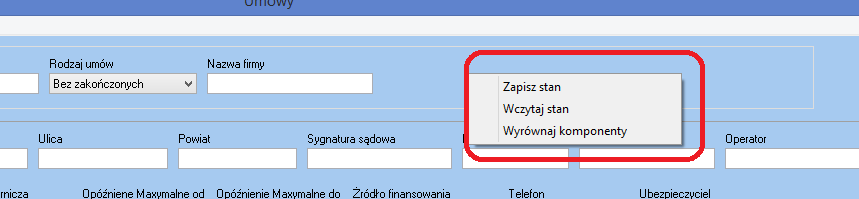 Umowy
Rodzaj umów Nazwa firmy
Bez zakończonych
Zapisz stan
Wczytaj stan
Wyrównaj komponenty
Ulica Powiat Sygnatura sądowa Operator
Opóźniene Maxymalne od Opóźnienie Maxymalne do Źródło finansowania Telefon Ubezpieczyciel